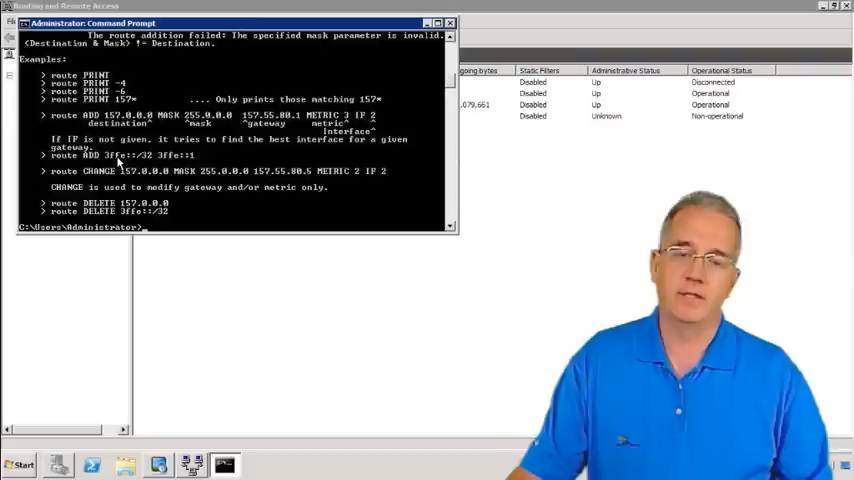 Routing and Remote Access
Administrator: Command Prompt
The route addition failed: The specified mask parameter is invalid.
(Destination & Mask) != Destination.
Examples:
> route PRINT
> route PRINT -4
> route PRINT -6
> route PRINT 157* .... Only prints those matching 157*
> route ADD 157.0.0.0 MASK 255.0.0.0 157.55.80.1 METRIC 3 IF 2
destination^ ^mask ^gateway metric^ ^
Interface^
If IF is not given, it tries to find the best interface for a given
gateway.
> route ADD 3ffe::/32 3ffe::1
> route CHANGE 157.0.0.0 MASK 255.0.0.0 157.55.80.5 METRIC 2 IF 2
CHANGE is used to modify gateway and/or metric only.
> route DELETE 157.0.0.0
> route DELETE 3ffe::/32
C:\Users\Administrator>_
going bytes Static Filters Administrative Status Operational Status
Disabled Up Disconnected
Disabled Up Operational
,079,661 Disabled Up Operational
Disabled Unknown Non-operational
Start